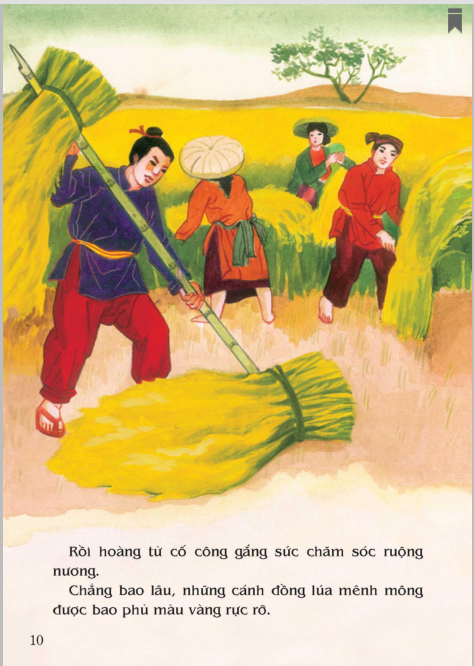 Rồi hoàng tử cố công gắng sức chăm sóc ruộng
nương.
Chẳng bao lâu, những cánh đồng lúa mênh mông
được bao phủ màu vàng rực rỡ.
10